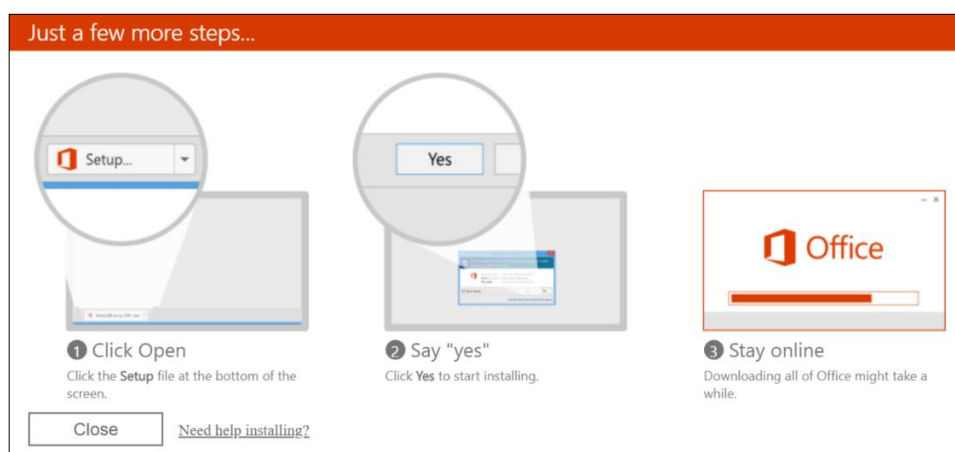 Just a few more steps...
Setup...
Yes
Office
1 Click Open
Click the Setup file at the bottom of the
screen.
2 Say "yes"
Click Yes to start installing.
3 Stay online
Downloading all of Office might take a
while.
Close
Need help installing?